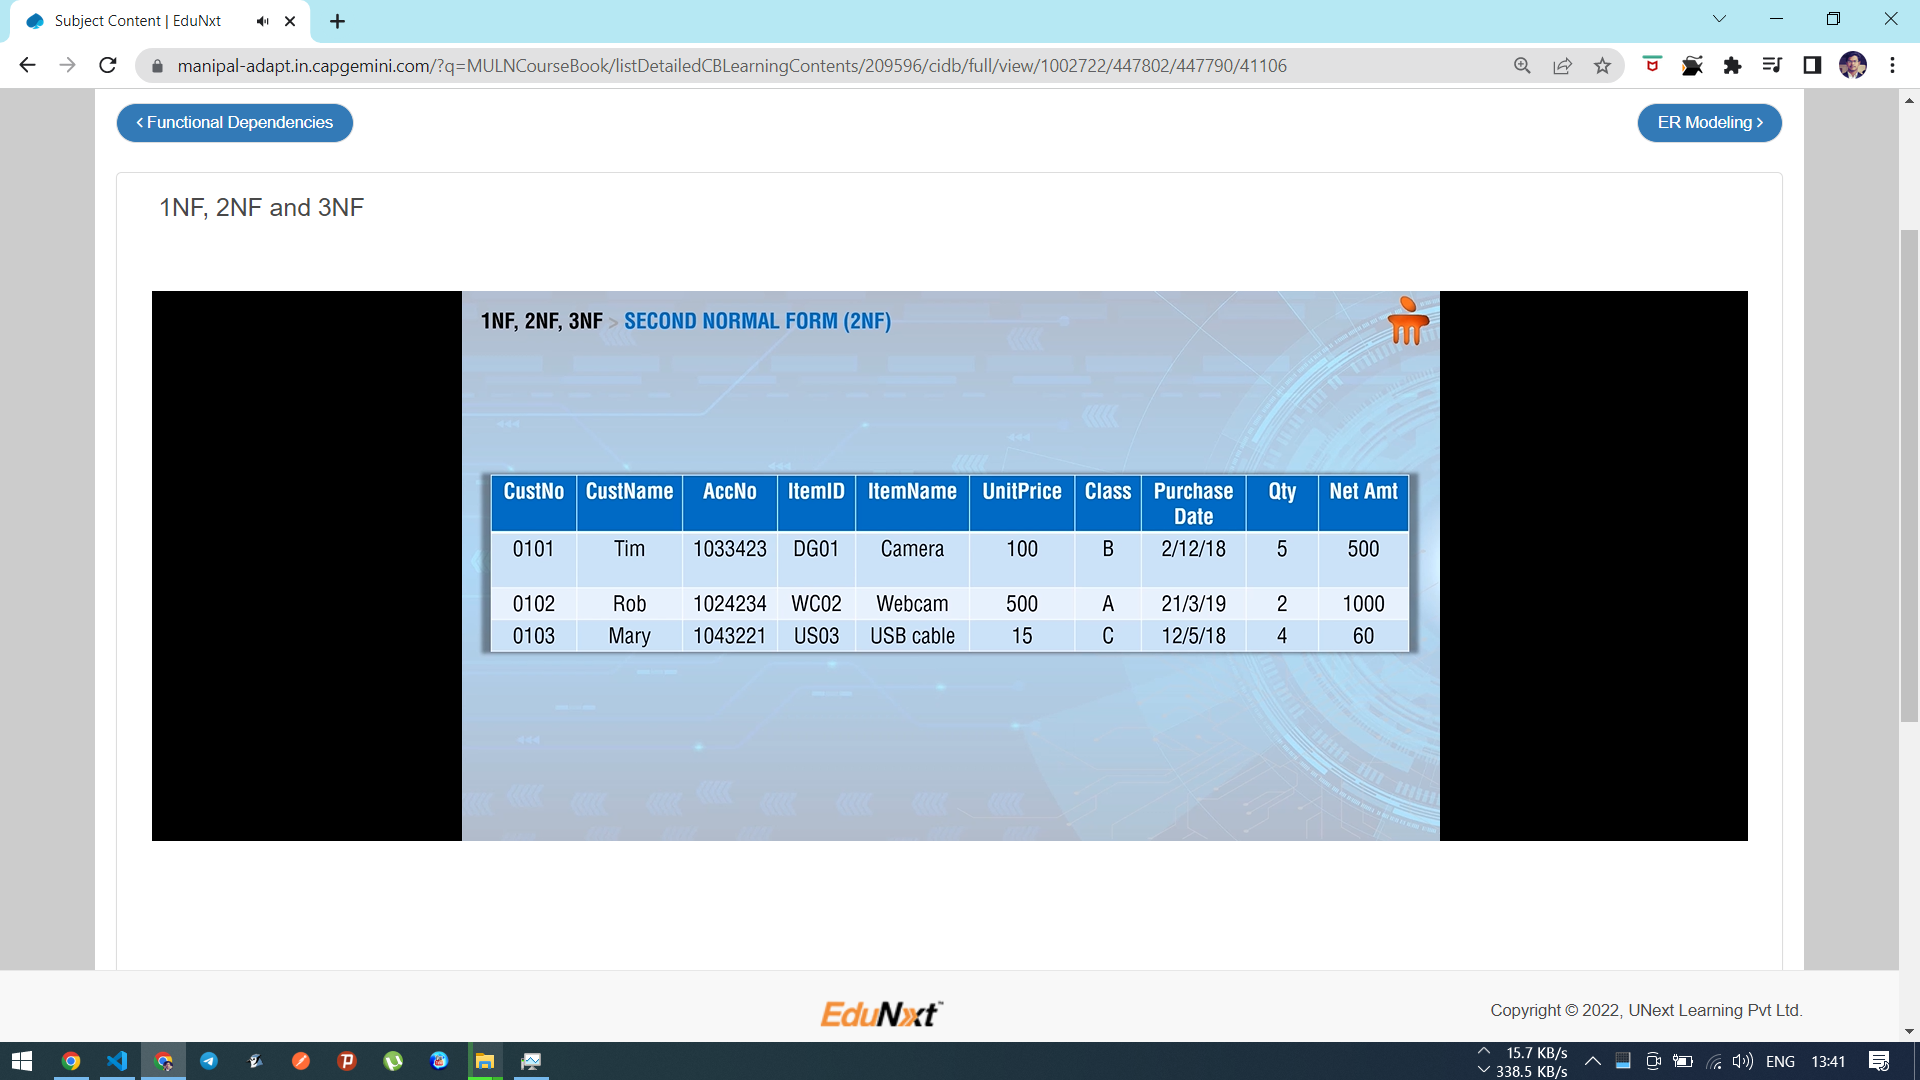 Subject Content | EduNxt
manipal-adapt.in.capgemini.com/?q=MULNCourseBook/listDetailedCBLearningContents/209596/cidb/full/view/1002722/447802/447790/41106
< Functional Dependencies
ER Modeling >
1NF, 2NF and 3NF
1NF, 2NF, 3NF > SECOND NORMAL FORM (2NF)
CustNo CustName AccNo ItemID ItemName UnitPrice Class Purchase Date Qty Net Amt
0101 Tim 1033423 DG01 Camera 100 B 2/12/18 5 500
0102 Rob 1024234 WC02 Webcam 500 A 21/3/19 2 1000
0103 Mary 1043221 US03 USB cable 15 C 12/5/18 4 60
EduNxt
Copyright © 2022, UNext Learning Pvt Ltd.
15.7 KB/s
338.5 KB/s
ENG 13:41